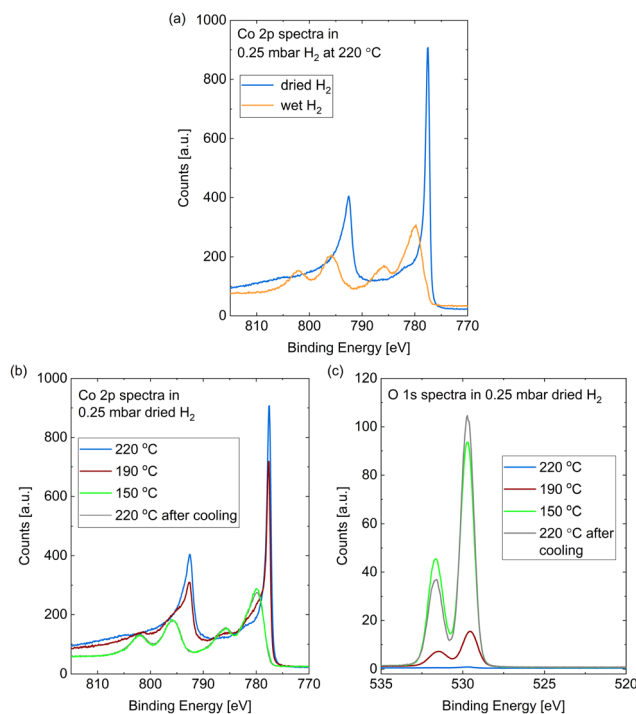 (a)
Co 2p spectra in
0.25 mbar H2 at 220 °C
dried H2
wet H2
Counts [a.u.]
1000
800
600
400
200
0
810 800 790 780 770
Binding Energy [eV]
(b)
Co 2p spectra in
0.25 mbar dried H2
220 °C
190 °C
150 °C
220 °C after cooling
Counts [a.u.]
1000
800
600
400
200
0
810 800 790 780 770
Binding Energy [eV]
(c)
O 1s spectra in 0.25 mbar dried H2
220 °C
190 °C
150 °C
220 °C after
cooling
Counts [a.u.]
120
100
80
60
40
20
0
535 530 525 520
Binding Energy [eV]